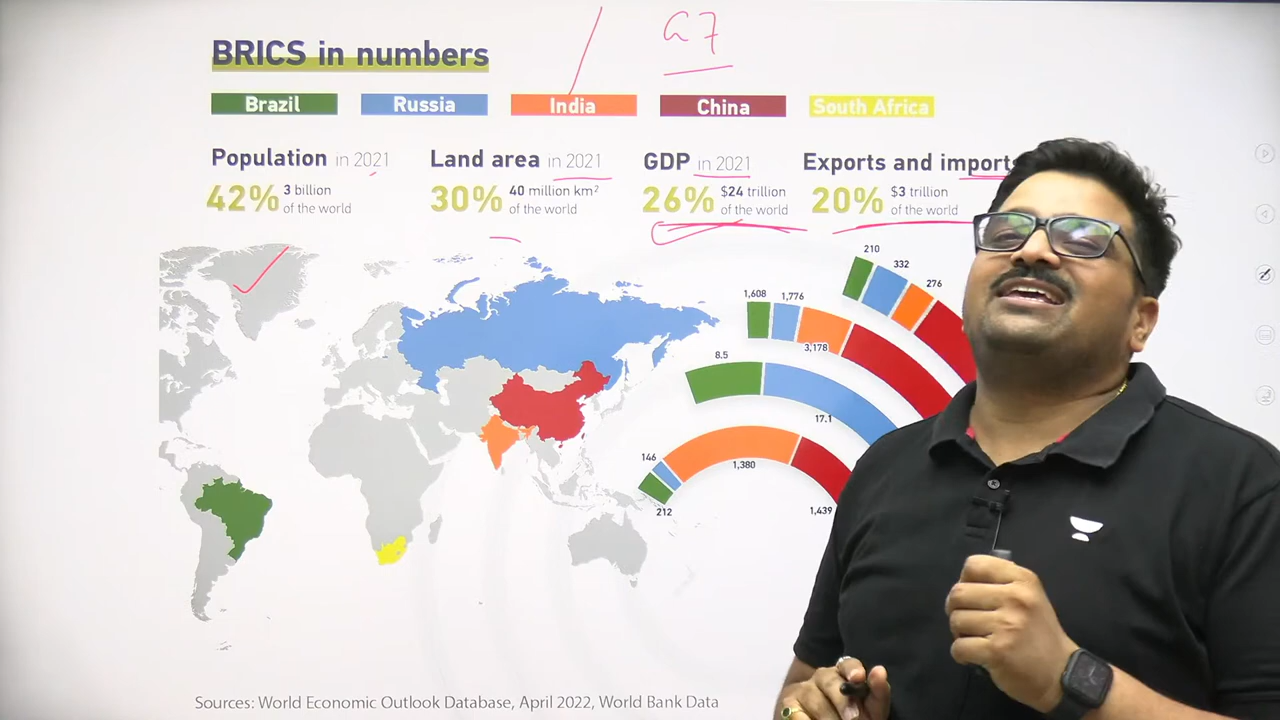 G7
BRICS in numbers
Brazil Russia India China South Africa
Population in 2021 Land area in 2021 GDP in 2021 Exports and imports
42% 3 billion of the world 30% 40 million km² of the world 26% $24 trillion of the world 20% $3 trillion of the world
210
332
276
1,608 1,776
3,178
8.5
17.1
146
1,380
212
1,439
Sources: World Economic Outlook Database, April 2022, World Bank Data